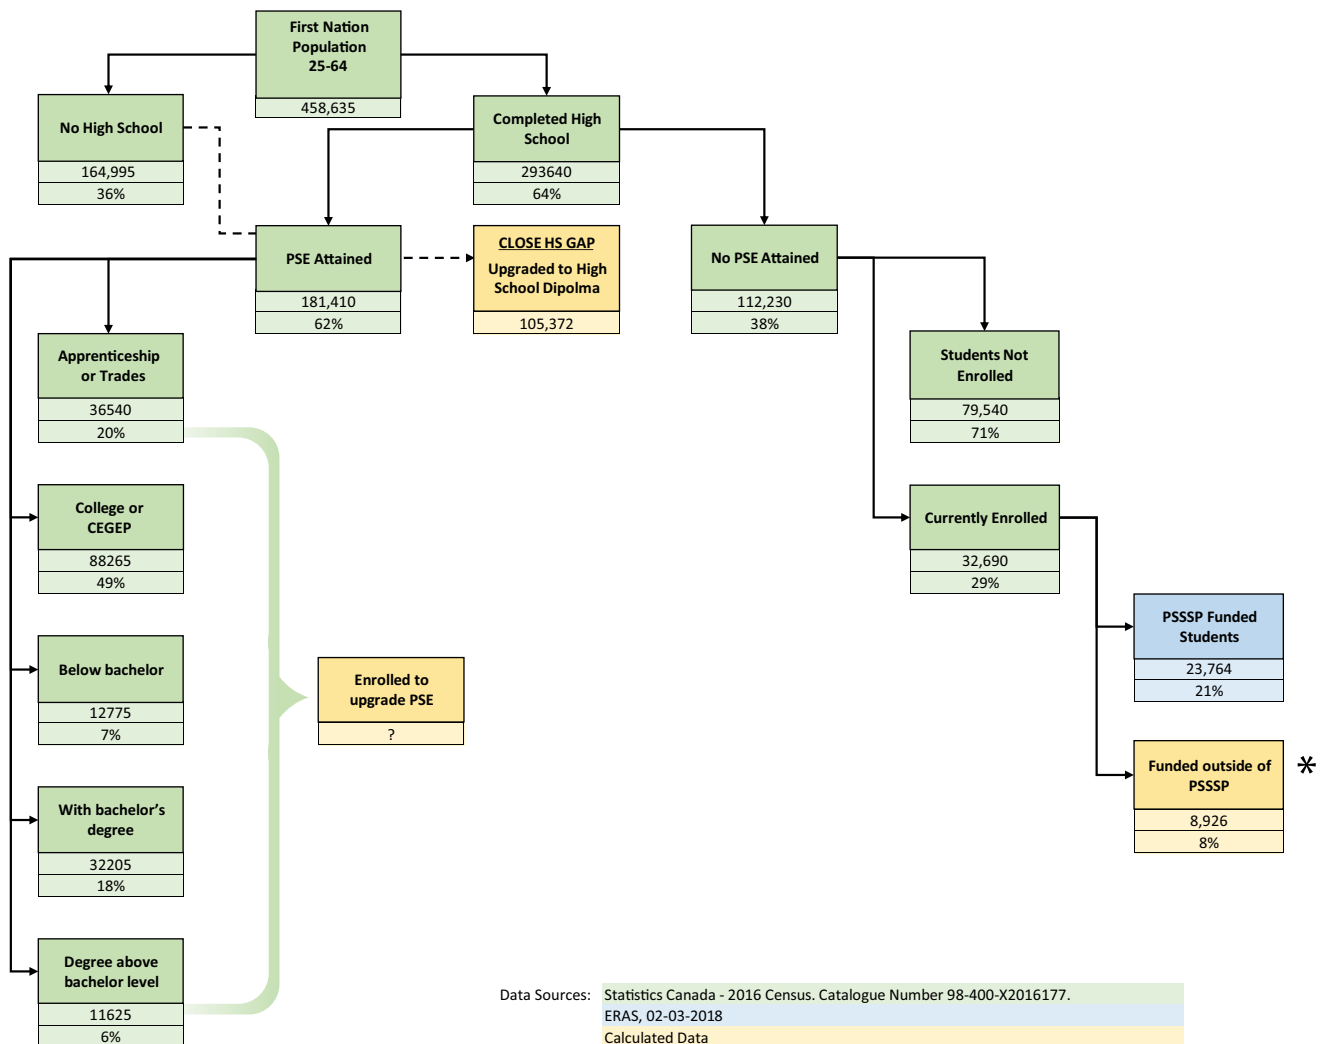 First Nation
Population
25-64
458,635
No High School
164,995
36%
Completed High
School
293640
64%
PSE Attained
181,410
62%
CLOSE HS GAP
Upgraded to High
School Dipolma
105,372
No PSE Attained
112,230
38%
Apprenticeship
or Trades
36540
20%
Students Not
Enrolled
79,540
71%
College or
CEGEP
88265
49%
Currently Enrolled
32,690
29%
PSSSP Funded
Students
23,764
21%
Below bachelor
12775
7%
Enrolled to
upgrade PSE
?
Funded outside of
PSSSP
*
8,926
8%
With bachelor’s
degree
32205
18%
Degree above
bachelor level
11625
6%
Data Sources: Statistics Canada - 2016 Census. Catalogue Number 98-400-X2016177.
ERAS, 02-03-2018
Calculated Data